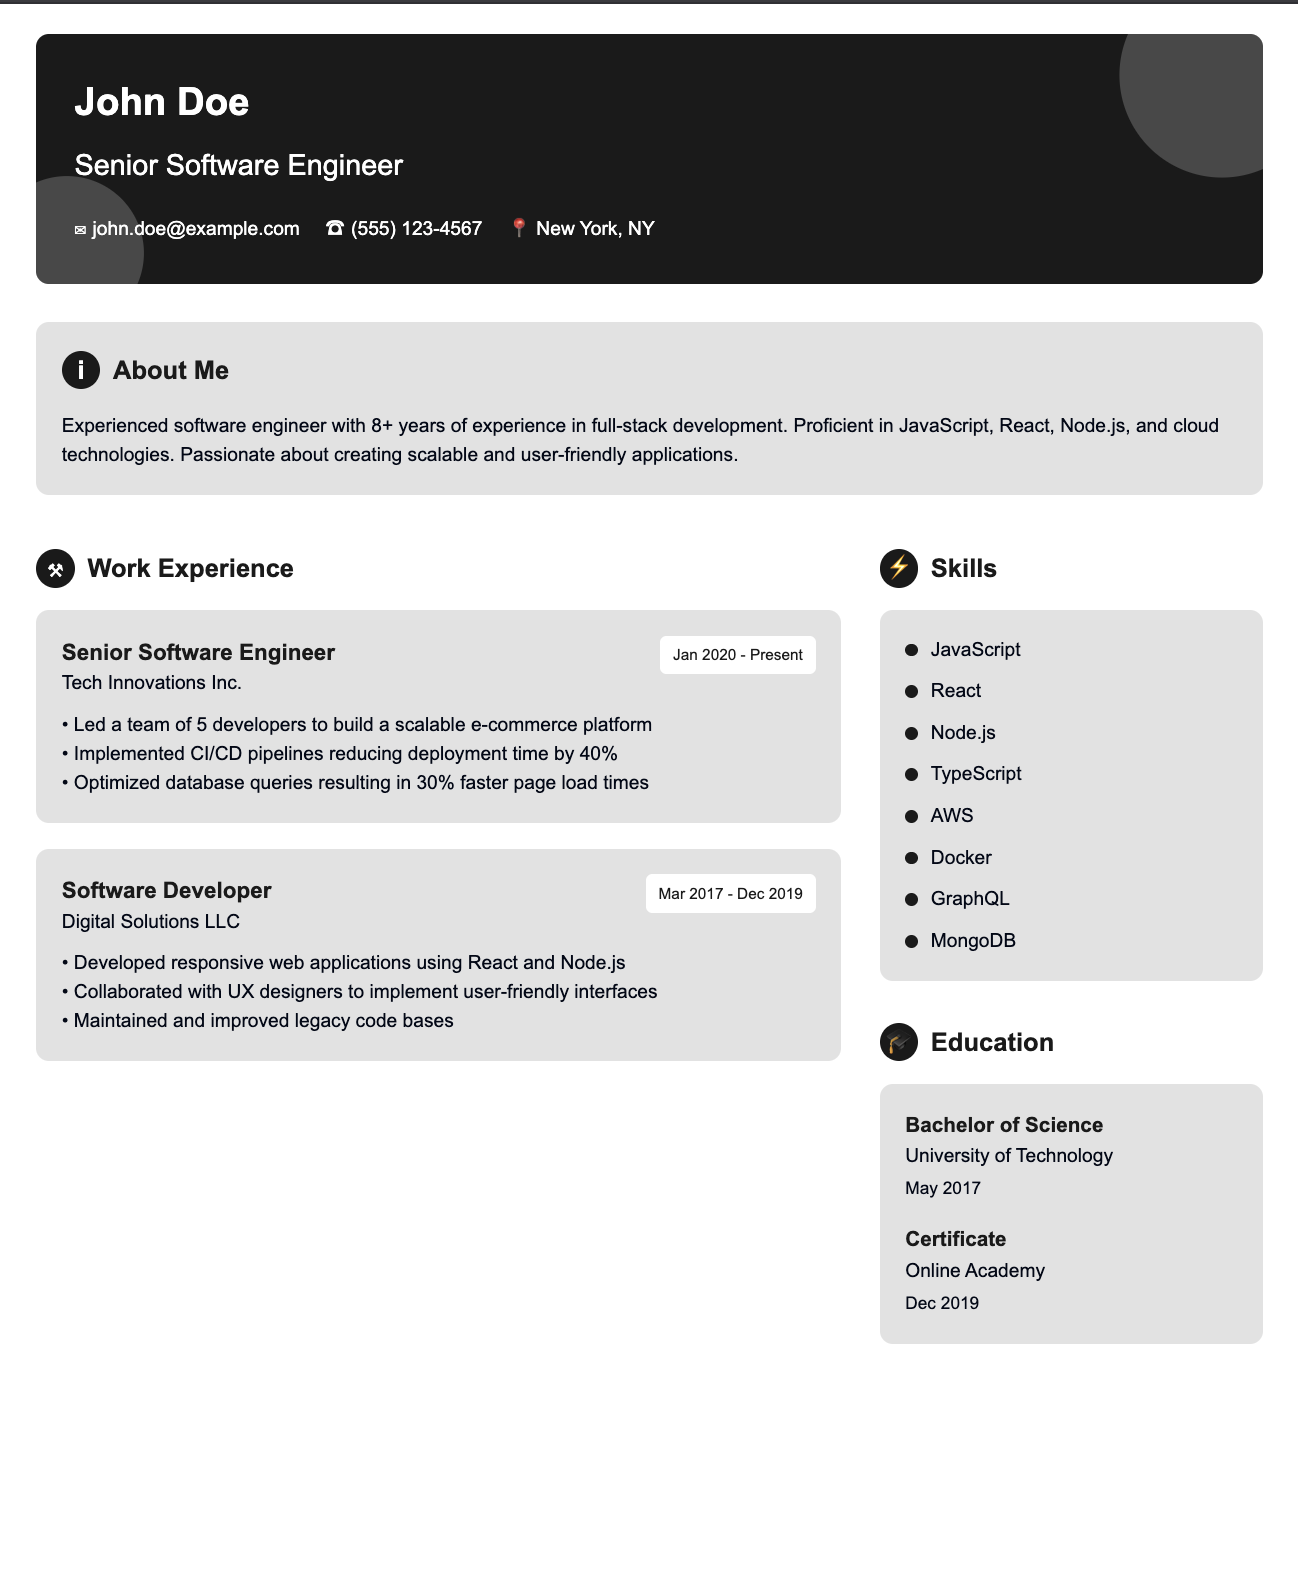 John Doe
Senior Software Engineer
✉ john.doe@example.com ☎ (555) 123-4567 📍 New York, NY
i About Me
Experienced software engineer with 8+ years of experience in full-stack development. Proficient in JavaScript, React, Node.js, and cloud
technologies. Passionate about creating scalable and user-friendly applications.
⚒ Work Experience
Senior Software Engineer
Jan 2020 - Present
Tech Innovations Inc.
• Led a team of 5 developers to build a scalable e-commerce platform
• Implemented CI/CD pipelines reducing deployment time by 40%
• Optimized database queries resulting in 30% faster page load times
Software Developer
Mar 2017 - Dec 2019
Digital Solutions LLC
• Developed responsive web applications using React and Node.js
• Collaborated with UX designers to implement user-friendly interfaces
• Maintained and improved legacy code bases
⚡ Skills
● JavaScript
● React
● Node.js
● TypeScript
● AWS
● Docker
● GraphQL
● MongoDB
🎓 Education
Bachelor of Science
University of Technology
May 2017
Certificate
Online Academy
Dec 2019